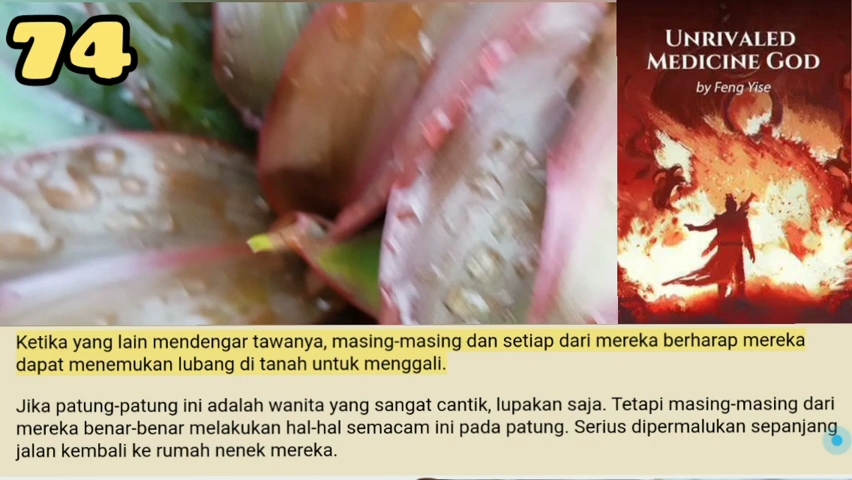 74
UNRIVALED
MEDICINE GOD
by Feng Yise
Ketika yang lain mendengar tawanya, masing-masing dan setiap dari mereka berharap mereka
dapat menemukan lubang di tanah untuk menggali.
Jika patung-patung ini adalah wanita yang sangat cantik, lupakan saja. Tetapi masing-masing dari
mereka benar-benar melakukan hal-hal semacam ini pada patung. Serius dipermalukan sepanjang
jalan kembali ke rumah nenek mereka.